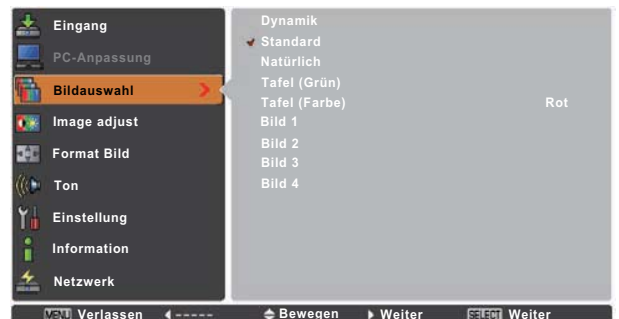 Eingang
PC-Anpassung
Bildauswahl
Image adjust
Format Bild
Ton
Einstellung
Information
Netzwerk
Dynamik
Standard
Natürlich
Tafel (Grün)
Tafel (Farbe) Rot
Bild 1
Bild 2
Bild 3
Bild 4
MENU Verlassen ----- Bewegen Weiter SELECT Weiter